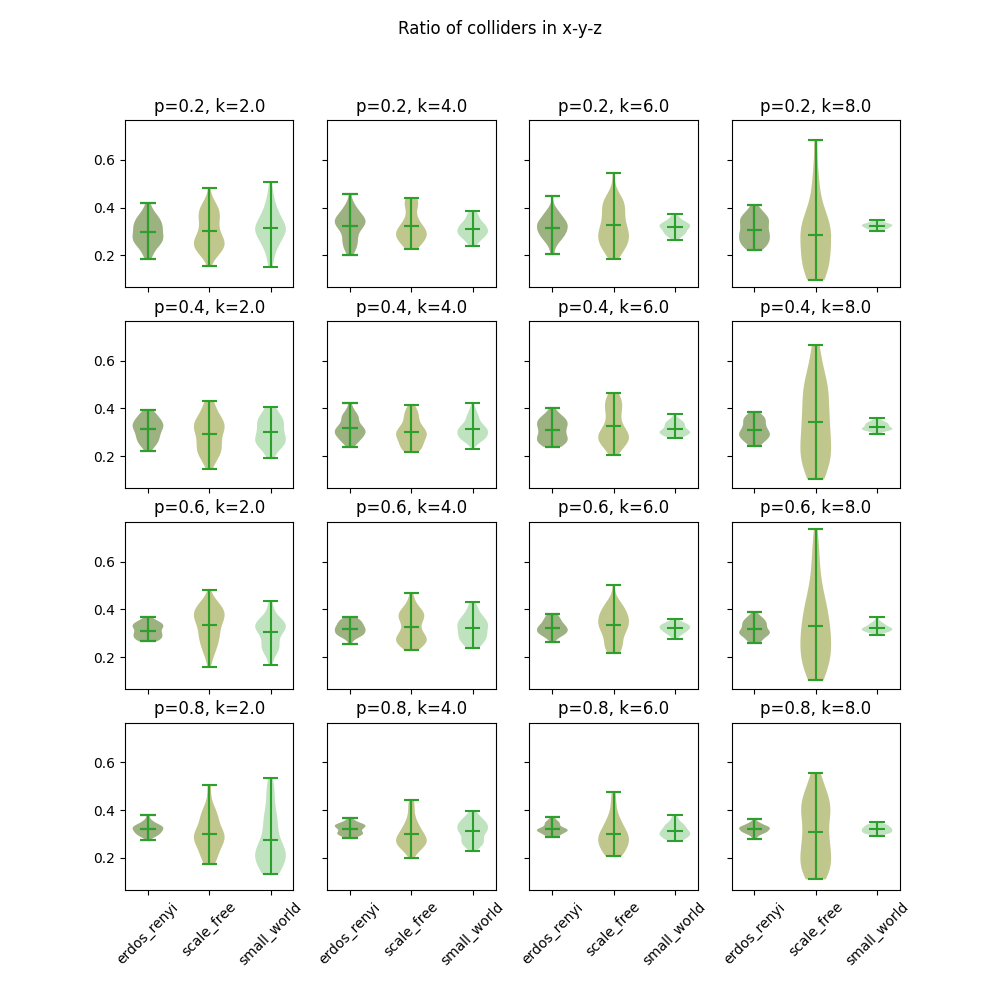 Ratio of colliders in x-y-z
p=0.2, k=2.0
p=0.2, k=4.0
p=0.2, k=6.0
p=0.2, k=8.0
0.6
0.4
0.2
p=0.4, k=2.0
p=0.4, k=4.0
p=0.4, k=6.0
p=0.4, k=8.0
0.6
0.4
0.2
p=0.6, k=2.0
p=0.6, k=4.0
p=0.6, k=6.0
p=0.6, k=8.0
0.6
0.4
0.2
p=0.8, k=2.0
p=0.8, k=4.0
p=0.8, k=6.0
p=0.8, k=8.0
0.6
0.4
0.2
erdos_renyi
scale_free
small_world
erdos_renyi
scale_free
small_world
erdos_renyi
scale_free
small_world
erdos_renyi
scale_free
small_world